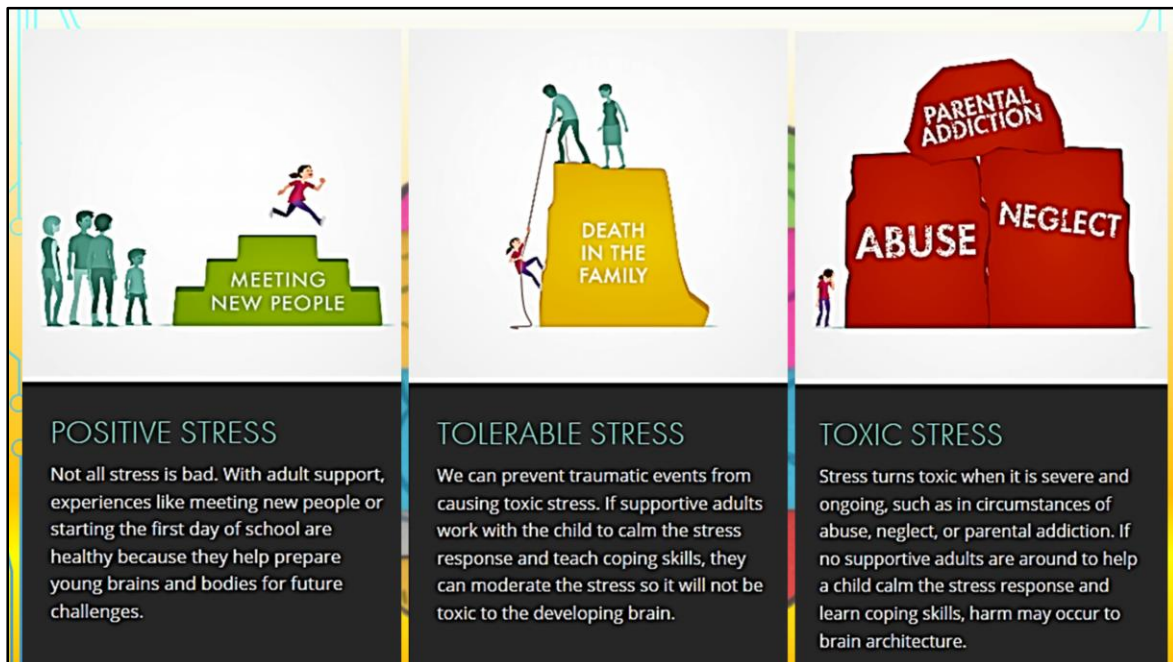 MEETING
NEW PEOPLE
POSITIVE STRESS
Not all stress is bad. With adult support,
experiences like meeting new people or
starting the first day of school are
healthy because they help prepare
young brains and bodies for future
challenges.
DEATH
IN THE
FAMILY
TOLERABLE STRESS
We can prevent traumatic events from
causing toxic stress. If supportive adults
work with the child to calm the stress
response and teach coping skills, they
can moderate the stress so it will not be
toxic to the developing brain.
PARENTAL
ADDICTION
ABUSE
NEGLECT
TOXIC STRESS
Stress turns toxic when it is severe and
ongoing, such as in circumstances of
abuse, neglect, or parental addiction. If
no supportive adults are around to help
a child calm the stress response and
learn coping skills, harm may occur to
brain architecture.